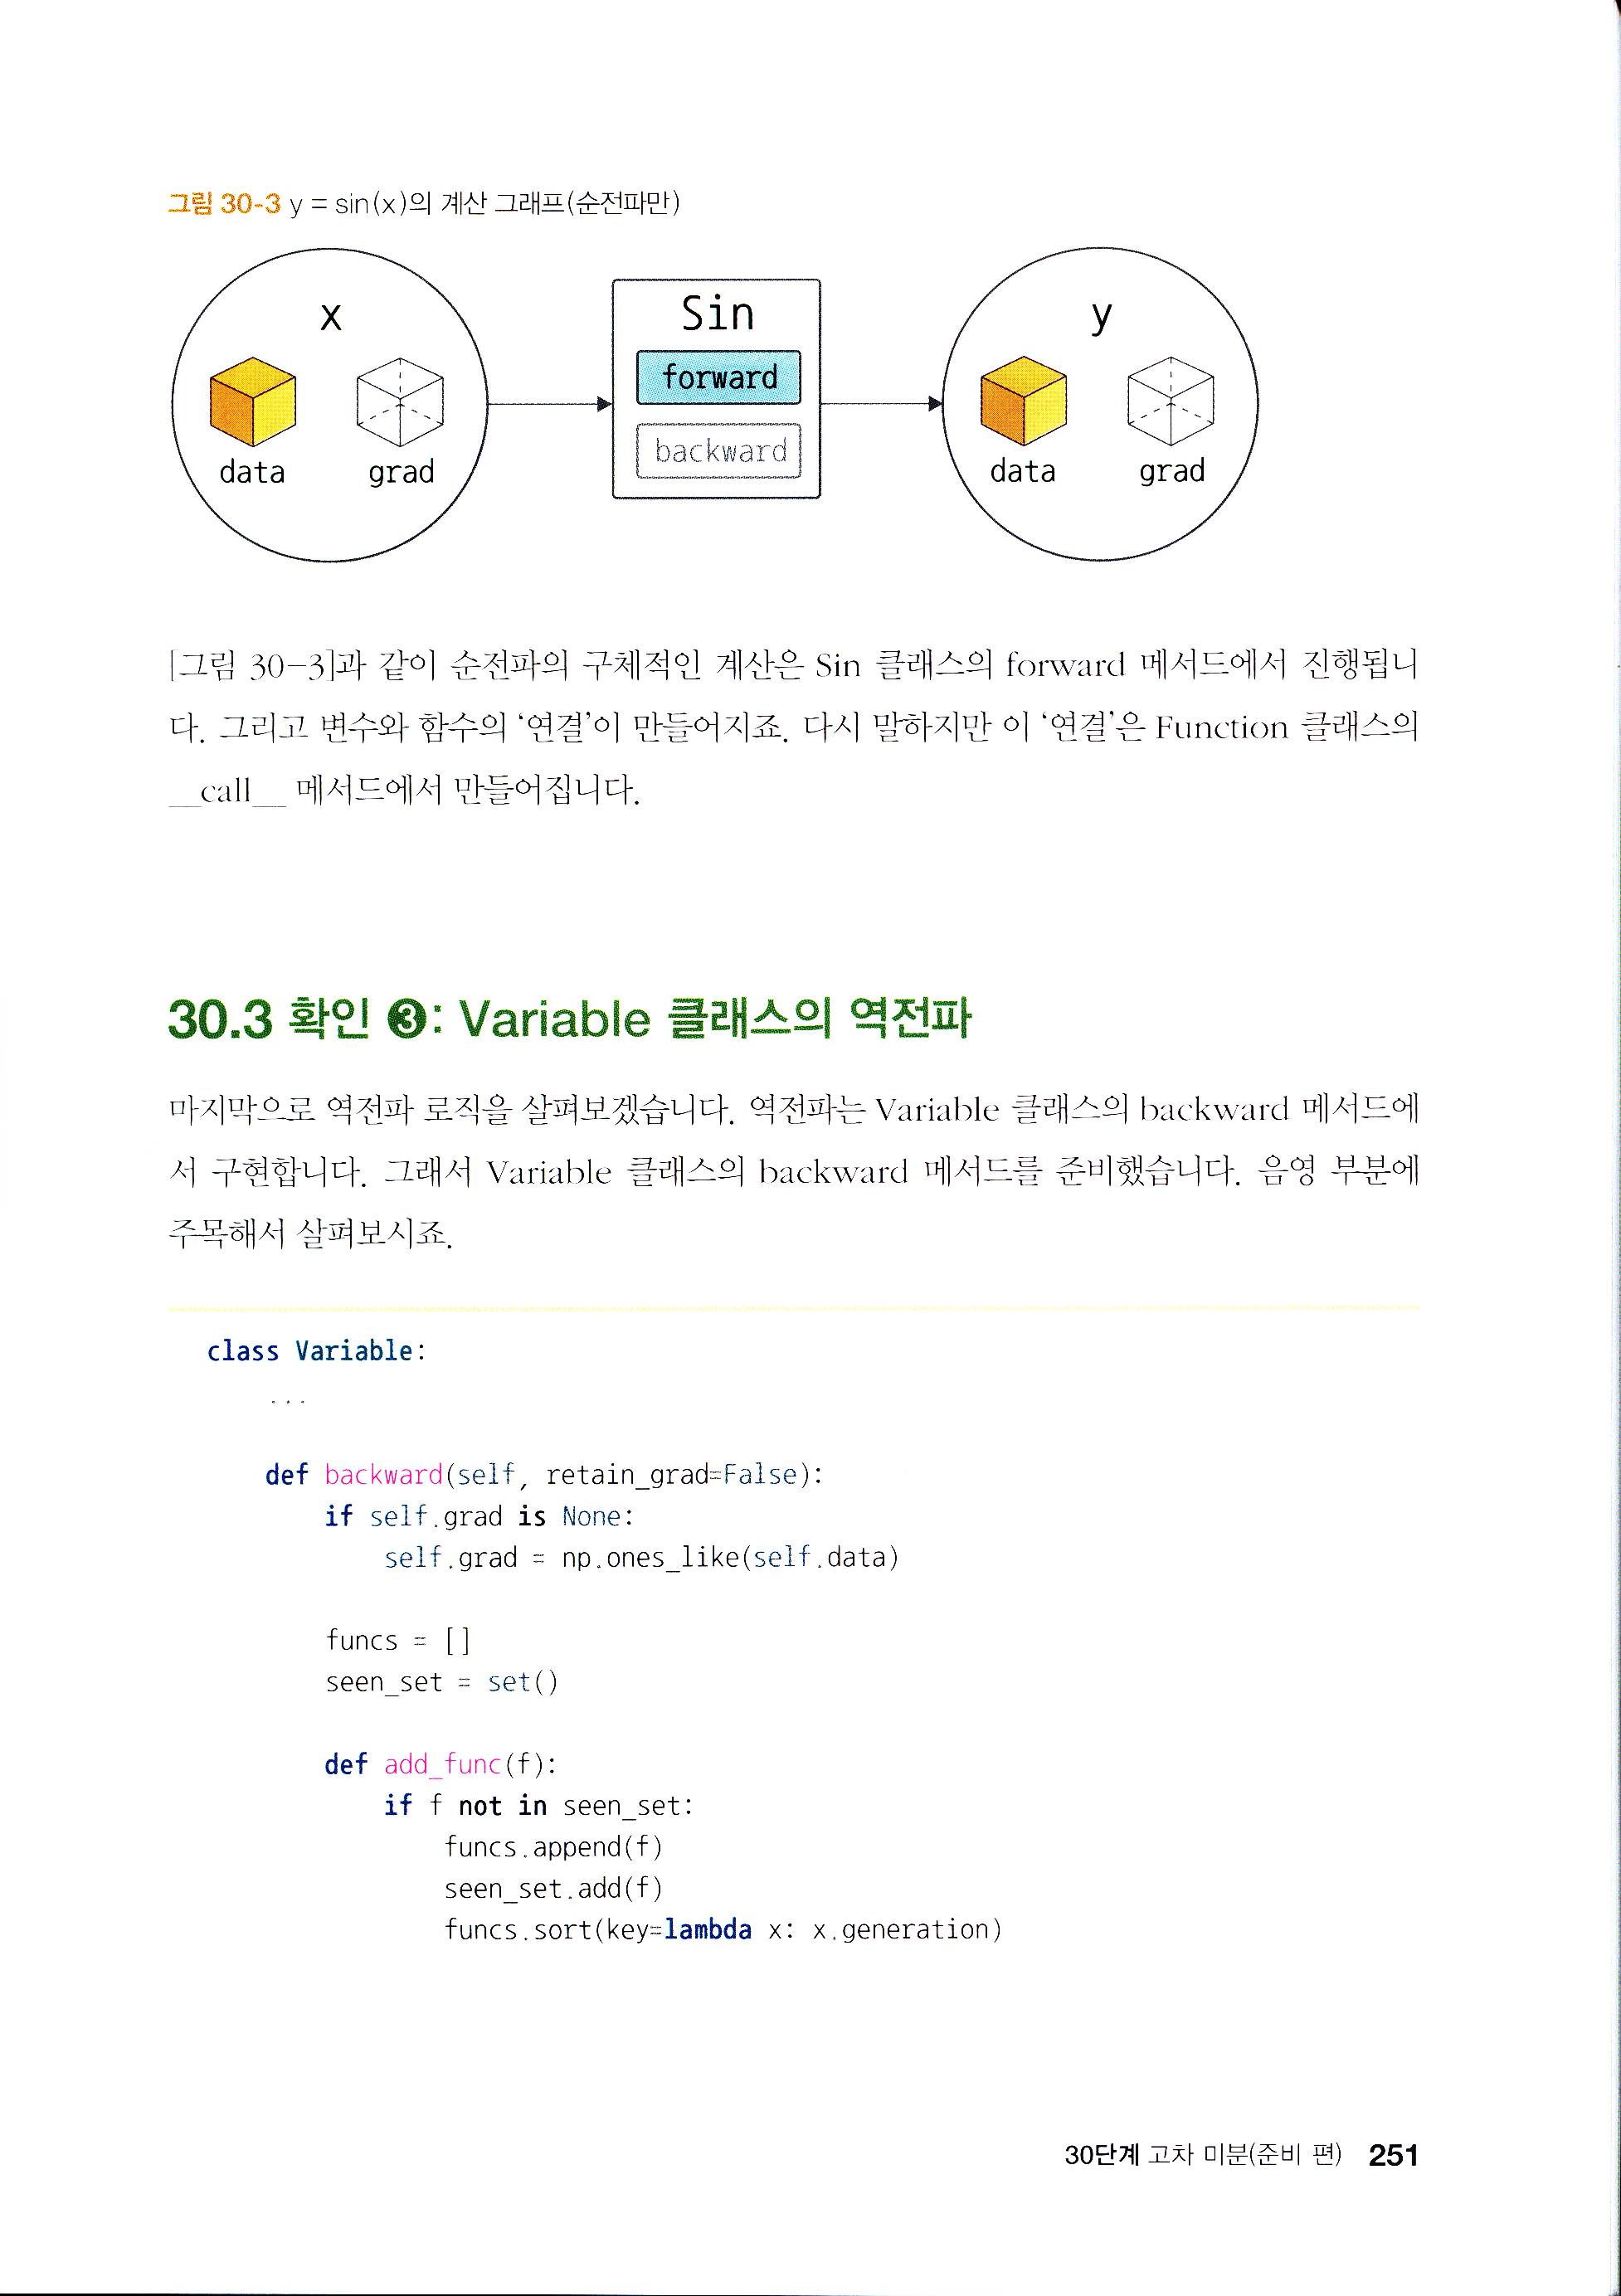 그림 30-3 y = sin(x)의 계산 그래프(순전파만)
x
data grad
Sin
forward
backward
y
data grad
[그림 30-3]과 같이 순전파의 구체적인 계산은 Sin 클래스의 forward 메서드에서 진행됩니
다. 그리고 변수와 함수의 ‘연결’이 만들어지죠. 다시 말하지만 이 ‘연결’은 Function 클래스의
__call__ 메서드에서 만들어집니다.
30.3 확인 ❸: Variable 클래스의 역전파
마지막으로 역전파 로직을 살펴보겠습니다. 역전파는 Variable 클래스의 backward 메서드에
서 구현합니다. 그래서 Variable 클래스의 backward 메서드를 준비했습니다. 음영 부분에
주목해서 살펴보시죠.
class Variable:
...
def backward(self, retain_grad=False):
if self.grad is None:
self.grad = np.ones_like(self.data)
funcs = []
seen_set = set()
def add_func(f):
if f not in seen_set:
funcs.append(f)
seen_set.add(f)
funcs.sort(key=lambda x: x.generation)
30단계 고차 미분(준비 편) 251